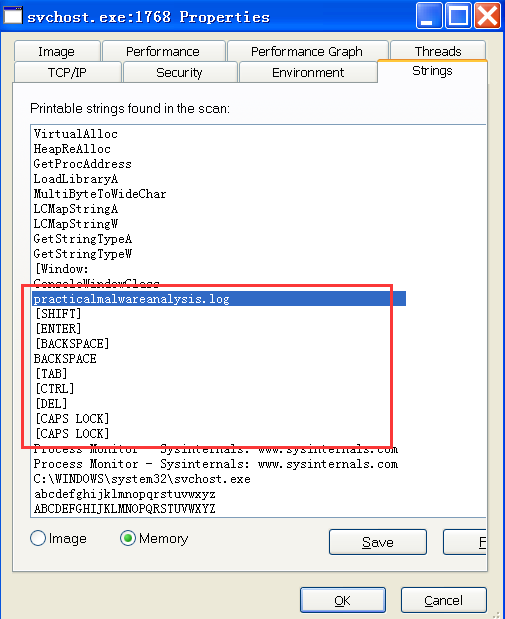 svchost.exe:1768 Properties
Image Performance Performance Graph Threads
TCP/IP Security Environment Strings
Printable strings found in the scan:
VirtualAlloc
HeapReAlloc
GetProcAddress
LoadLibraryA
MultiByteToWideChar
LCMapStringA
LCMapStringW
GetStringTypeA
GetStringTypeW
[Window:
ConsoleWindowClass
practicalmalwareanalysis.log
[SHIFT]
[ENTER]
[BACKSPACE]
BACKSPACE
[TAB]
[CTRL]
[DEL]
[CAPS LOCK]
[CAPS LOCK]
Process Monitor - Sysinternals: www.sysinternals.com
Process Monitor - Sysinternals: www.sysinternals.com
C:\WINDOWS\system32\svchost.exe
abcdefghijklmnopqrstuvwxyz
ABCDEFGHIJKLMNOPQRSTUVWXYZ
Image Memory Save
OK Cancel